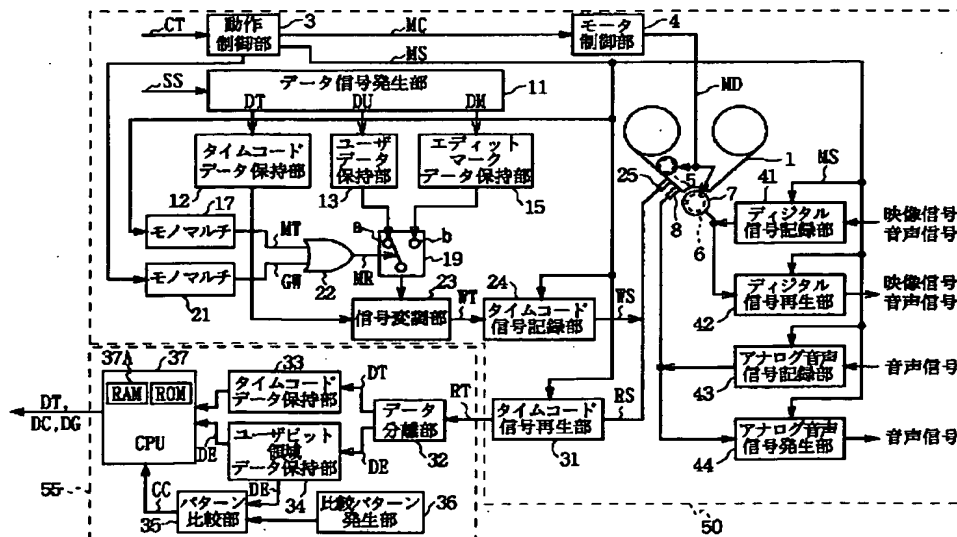 CT
動作
制御部
3
MC
MS
モータ
制御部
4
SS
データ信号発生部
11
DT
DU
DM
MD
タイムコード
データ保持部
12
ユーザ
データ
保持部
13
エディット
マーク
データ保持部
15
25
5
7
8
6
1
MS
41
ディジタル
信号記録部
映像信号
音声信号
17
モノマルチ
MT
a
b
19
モノマルチ
21
GW
22
MR
23
信号変調部
WT
24
タイムコード
信号記録部
WS
ディジタル
信号再生部
42
映像信号
音声信号
アナログ音声
信号記録部
43
音声信号
アナログ音声
信号発生部
44
音声信号
37
37
RAM
ROM
CPU
DT,
DC,DG
33
タイムコード
データ保持部
DT
データ
分離部
32
RT
タイムコード
信号再生部
31
RS
DE
ユーザビット
領域
データ保持部
34
DE
DE
CC
パターン
比較部
35
比較パターン
発生部
36
55
50